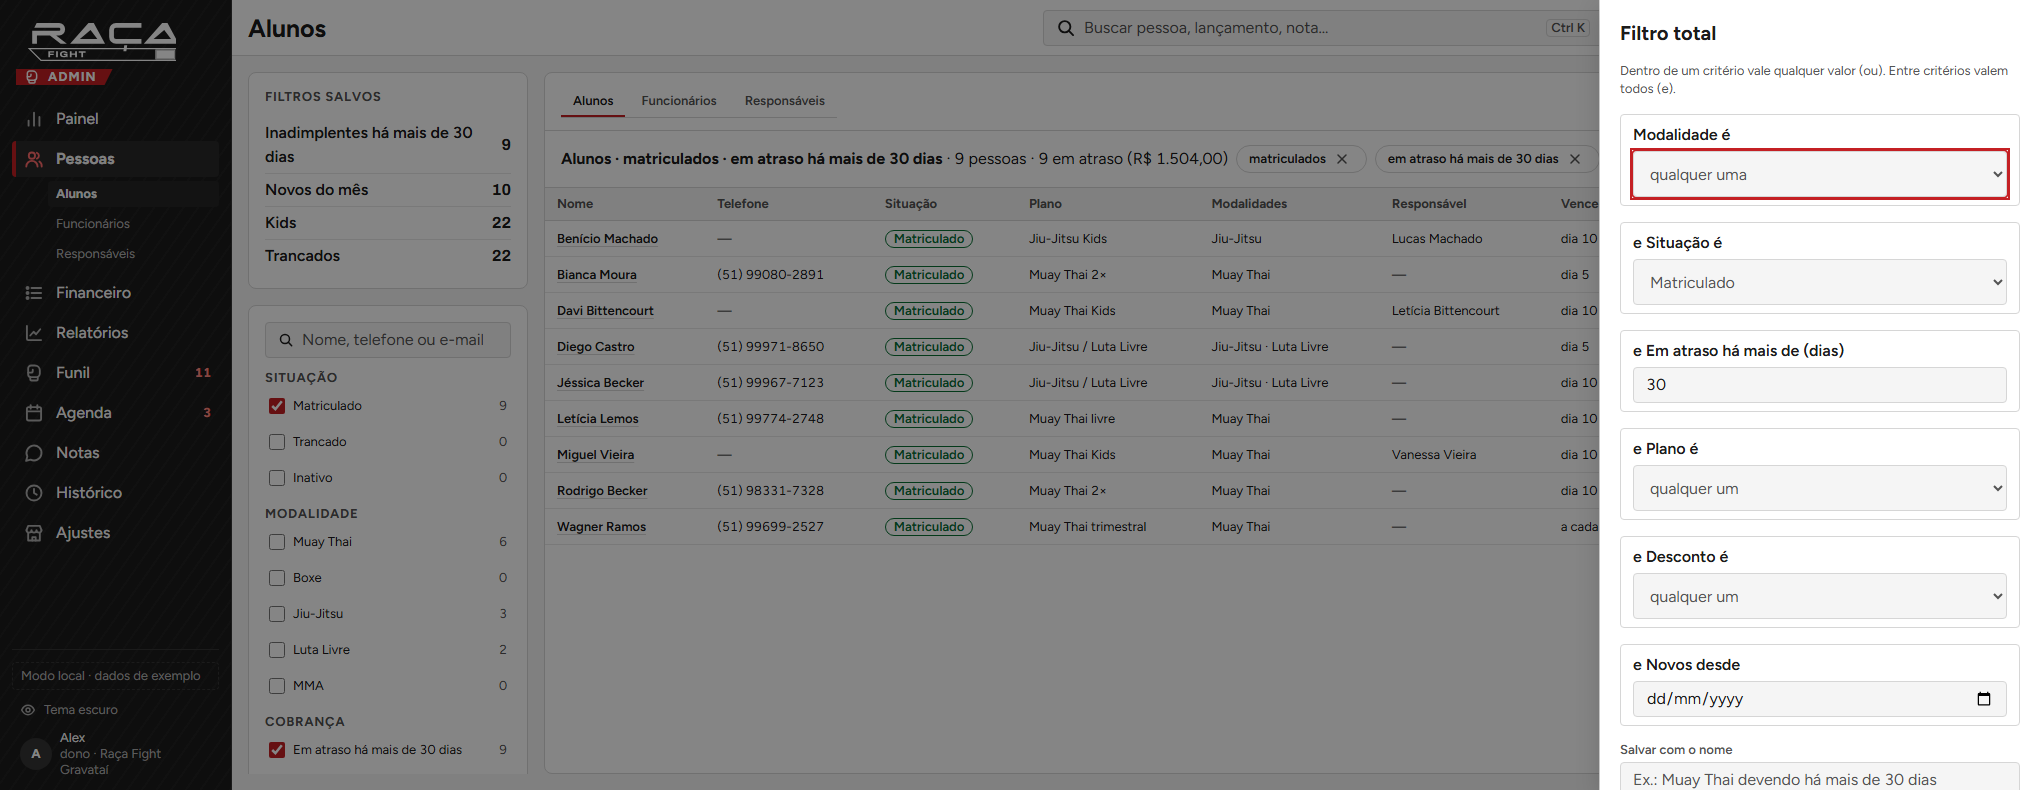 RAÇA
FIGHT
ADMIN
Painel
Pessoas
Alunos
Funcionários
Responsáveis
Financeiro
Relatórios
Funil 11
Agenda 3
Notas
Histórico
Ajustes
Modo local · dados de exemplo
Tema escuro
A
Alex
dono · Raça Fight
Gravataí
Alunos
Buscar pessoa, lançamento, nota... Ctrl K
FILTROS SALVOS
Inadimplentes há mais de 30
dias 9
Novos do mês 10
Kids 22
Trancados 22
Nome, telefone ou e-mail
SITUAÇÃO
Matriculado 9
Trancado 0
Inativo 0
MODALIDADE
Muay Thai 6
Boxe 0
Jiu-Jitsu 3
Luta Livre 2
MMA 0
COBRANÇA
Em atraso há mais de 30 dias 9
Alunos Funcionários Responsáveis
Alunos · matriculados · em atraso há mais de 30 dias · 9 pessoas · 9 em atraso (R$ 1.504,00) matriculados × em atraso há mais de 30 dias ×
Nome Telefone Situação Plano Modalidades Responsável Vence
Benício Machado — Matriculado Jiu-Jitsu Kids Jiu-Jitsu Lucas Machado dia 10
Bianca Moura (51) 99080-2891 Matriculado Muay Thai 2× Muay Thai — dia 5
Davi Bittencourt — Matriculado Muay Thai Kids Muay Thai Letícia Bittencourt dia 10
Diego Castro (51) 99971-8650 Matriculado Jiu-Jitsu / Luta Livre Jiu-Jitsu · Luta Livre — dia 5
Jéssica Becker (51) 99967-7123 Matriculado Jiu-Jitsu / Luta Livre Jiu-Jitsu · Luta Livre — dia 10
Letícia Lemos (51) 99774-2748 Matriculado Muay Thai livre Muay Thai — dia 10
Miguel Vieira — Matriculado Muay Thai Kids Muay Thai Vanessa Vieira dia 10
Rodrigo Becker (51) 98331-7328 Matriculado Muay Thai 2× Muay Thai — dia 10
Wagner Ramos (51) 99699-2527 Matriculado Muay Thai trimestral Muay Thai — a cada
Filtro total
Dentro de um critério vale qualquer valor (ou). Entre critérios valem
todos (e).
Modalidade é
qualquer uma
e Situação é
Matriculado
e Em atraso há mais de (dias)
30
e Plano é
qualquer um
e Desconto é
qualquer um
e Novos desde
dd/mm/yyyy
Salvar com o nome
Ex.: Muay Thai devendo há mais de 30 dias